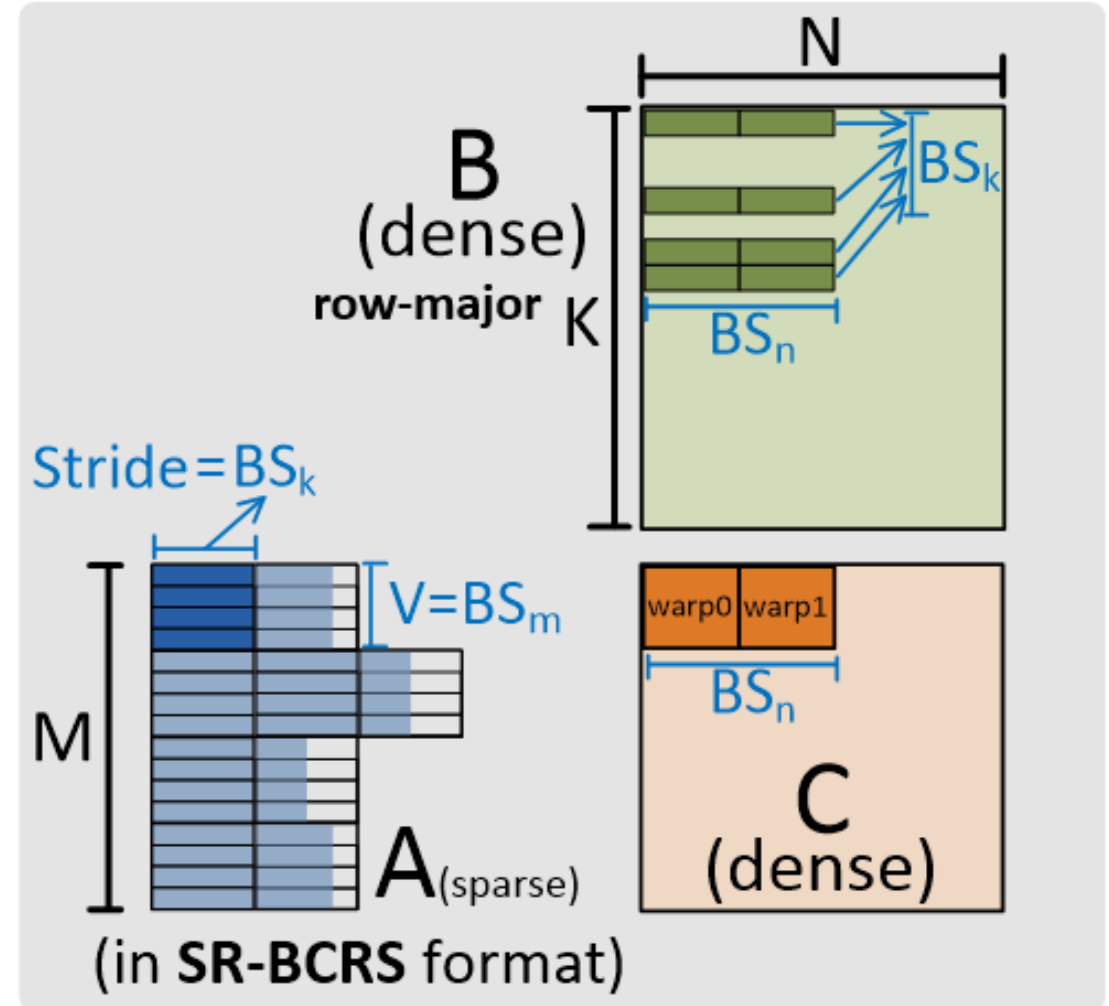 N
B
(dense)
row-major
K
BSk
BSn
Stride=BSk
V=BSm
M
A(sparse)
(in SR-BCRS format)
warp0 warp1
BSn
C
(dense)